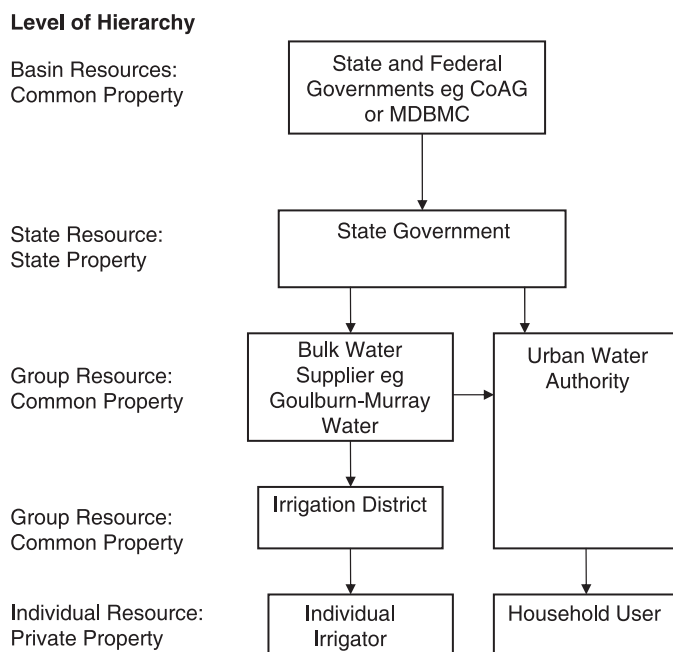 Level of Hierarchy
Basin Resources:
Common Property
State and Federal
Governments eg CoAG
or MDBMC
State Resource:
State Property
State Government
Group Resource:
Common Property
Bulk Water
Supplier eg
Goulburn-Murray
Water
Urban Water
Authority
Group Resource:
Common Property
Irrigation District
Individual Resource:
Private Property
Individual
Irrigator
Household User